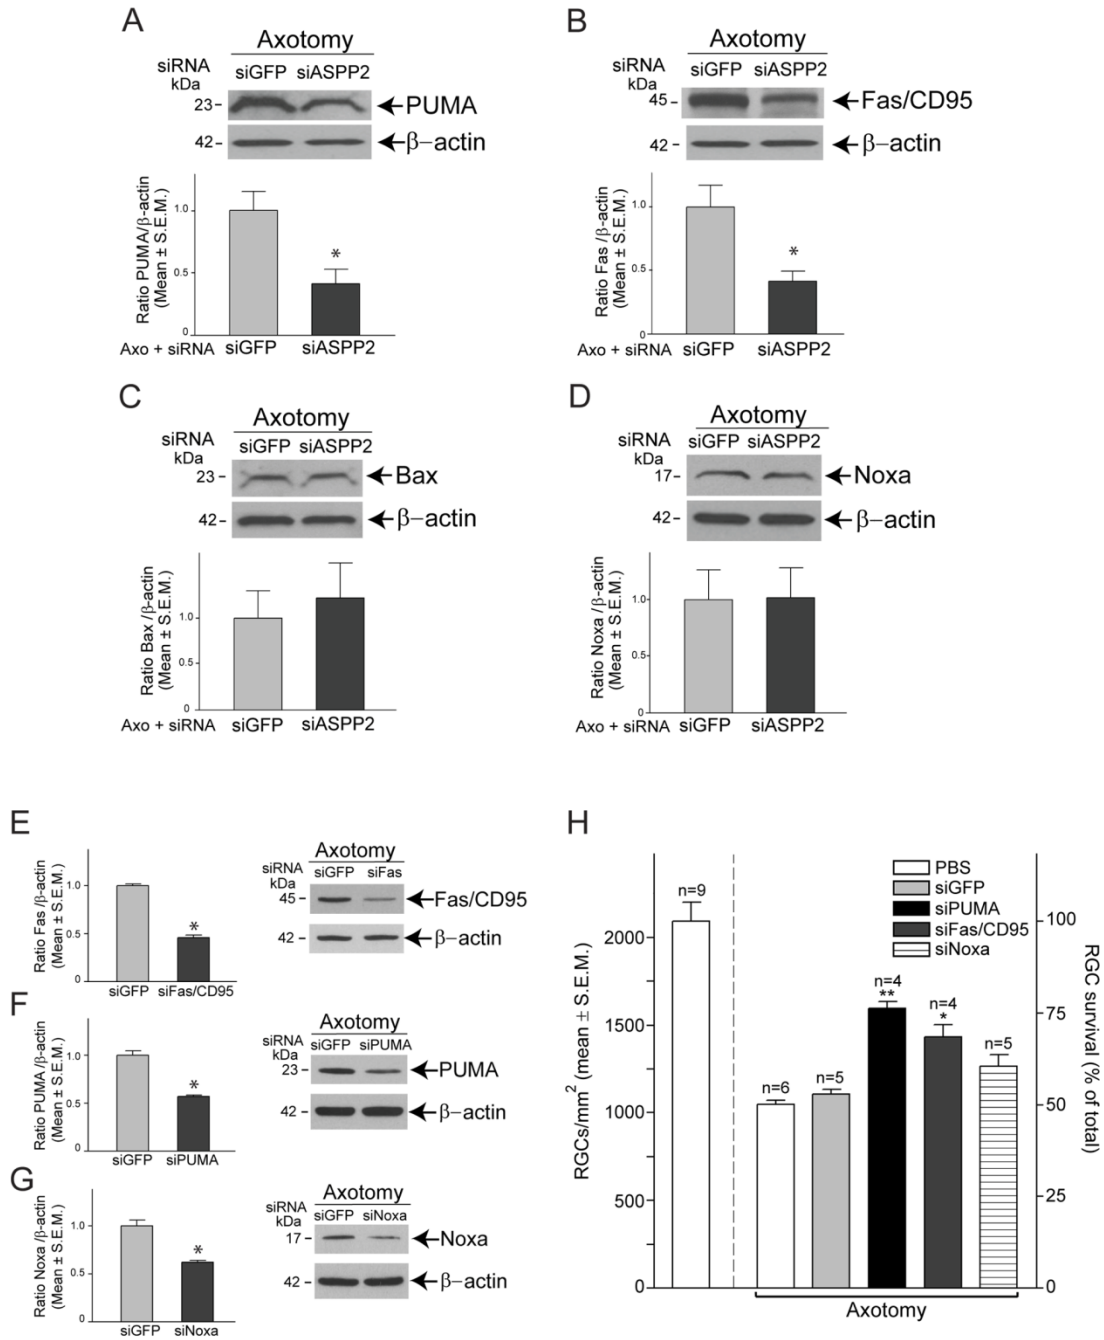 A
Axotomy
siRNA siGFP siASPP2
kDa
23 PUMA
42 β-actin
Ratio PUMA/β-actin
(Mean ± S.E.M.)
1.0
0.5
0
*
Axo + siRNA siGFP siASPP2
B
Axotomy
siRNA siGFP siASPP2
kDa
45 Fas/CD95
42 β-actin
Ratio Fas /β-actin
(Mean ± S.E.M.)
1.0
0.5
0
*
Axo + siRNA siGFP siASPP2
C
Axotomy
siRNA siGFP siASPP2
kDa
23 Bax
42 β-actin
Ratio Bax /β-actin
(Mean ± S.E.M.)
1.0
0.5
0
Axo + siRNA siGFP siASPP2
D
Axotomy
siRNA siGFP siASPP2
kDa
17 Noxa
42 β-actin
Ratio Noxa /β-actin
(Mean ± S.E.M.)
1.0
0.5
0
Axo + siRNA siGFP siASPP2
E
Ratio Fas /β-actin
(Mean ± S.E.M.)
1.0
0.5
0
*
siGFP siFas/CD95
Axotomy
siRNA siGFP siFas
kDa
45 Fas/CD95
42 β-actin
F
Ratio PUMA /β-actin
(Mean ± S.E.M.)
1.0
0.5
0
*
siGFP siPUMA
Axotomy
siRNA siGFP siPUMA
kDa
23 PUMA
42 β-actin
G
Ratio Noxa /β-actin
(Mean ± S.E.M.)
1.0
0.5
0
*
siGFP siNoxa
Axotomy
siRNA siGFP siNoxa
kDa
17 Noxa
42 β-actin
H
RGCs/mm² (mean ± S.E.M.)
2000
1500
1000
500
0
n=9
n=6
n=5
n=4
**
n=4
*
n=5
PBS
siGFP
siPUMA
siFas/CD95
siNoxa
100
75
50
25
0
RGC survival (% of total)
Axotomy